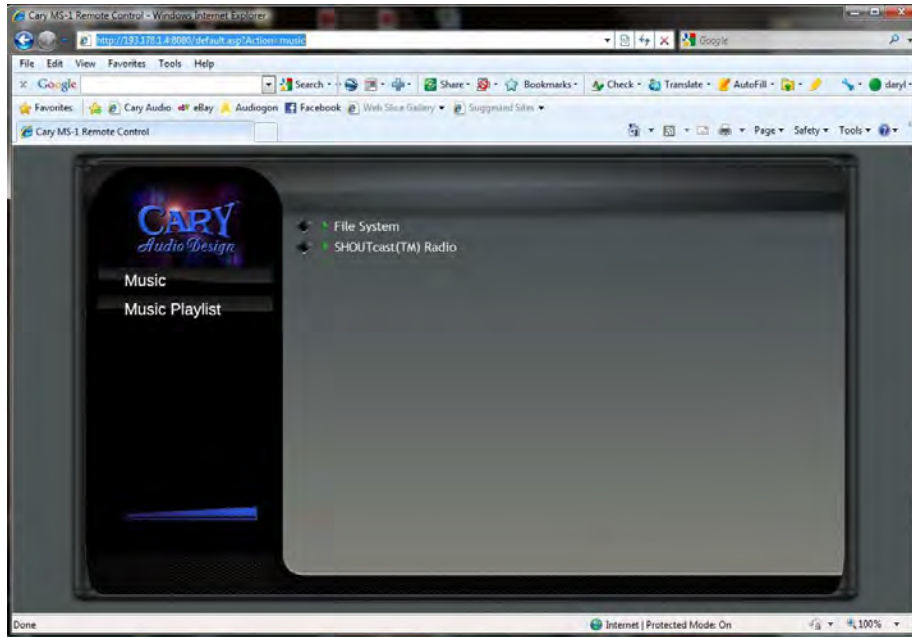 Cary MS-1 Remote Control - Windows Internet Explorer
http://193.178.1.4:8080/default.asp?Action=music
Google
File Edit View Favorites Tools Help
x Google Search Share Bookmarks Check Translate AutoFill daryl
Favorites Cary Audio eBay Audiogon Facebook Web Slice Gallery
Cary MS-1 Remote Control
Page Safety Tools
CARY
Audio Design
File System
SHOUTcast(TM) Radio
Music
Music Playlist
Done Internet | Protected Mode: On 100%